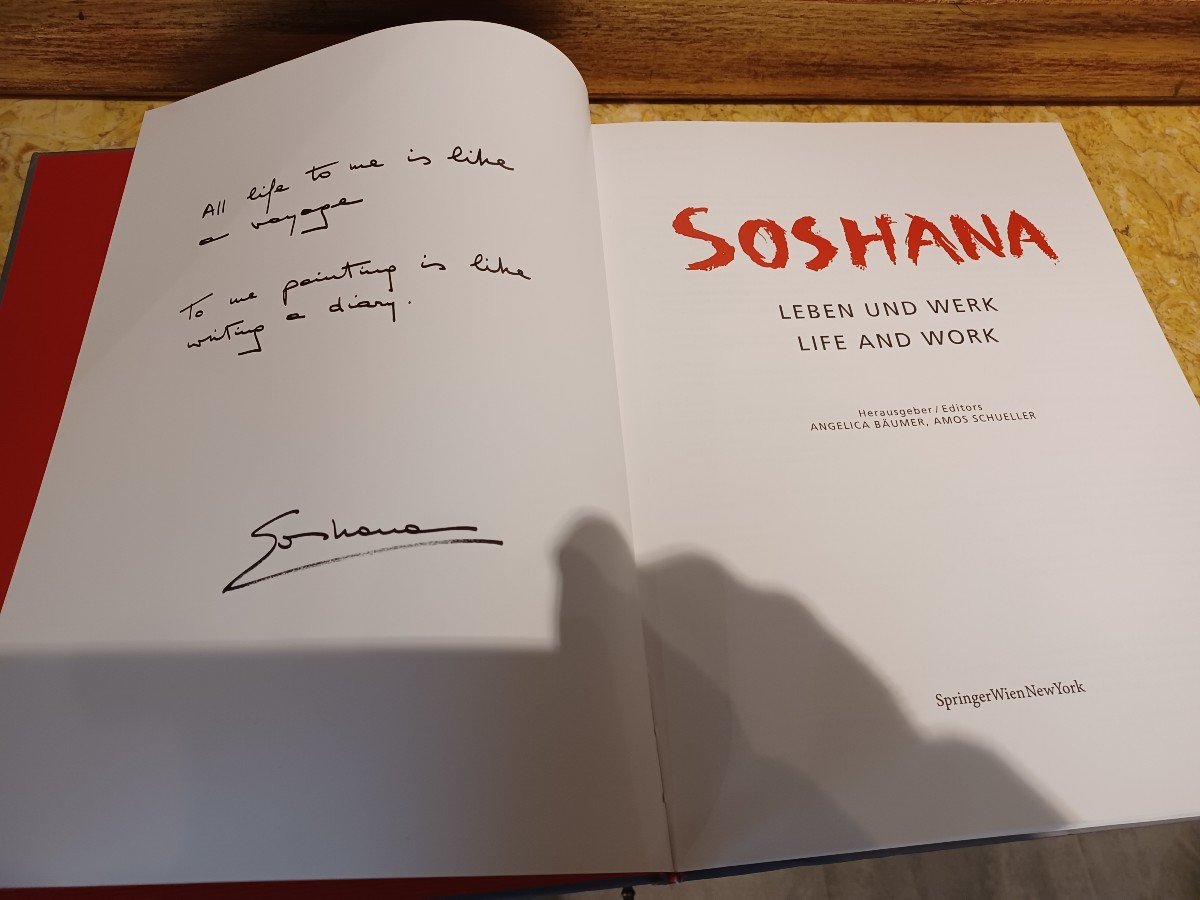 All life to me is like
a voyage
To me painting is like
writing a diary.
Soshana
SOSHANA
LEBEN UND WERK
LIFE AND WORK
Herausgeber / Editors
ANGELICA BÄUMER, AMOS SCHUELLER
SpringerWienNewYork